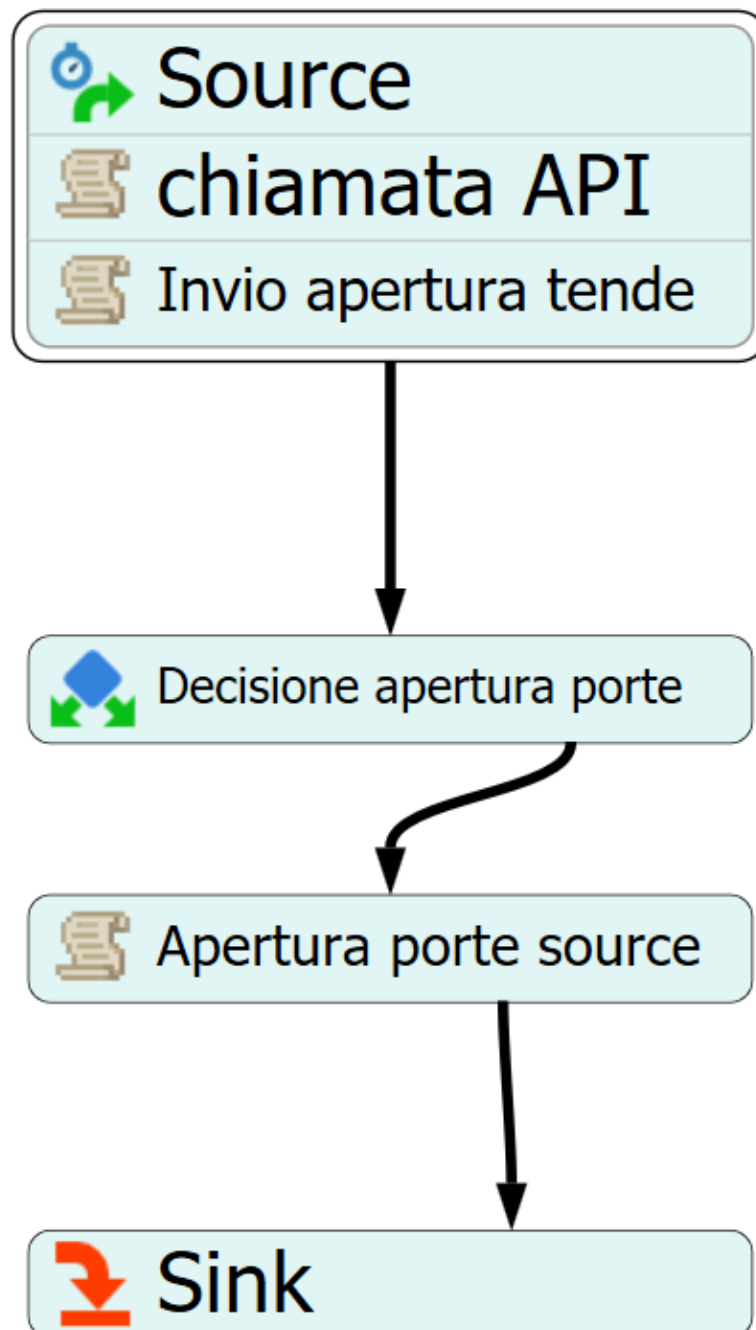 Source
chiamata API
Invio apertura tende
Decisione apertura porte
Apertura porte source
Sink